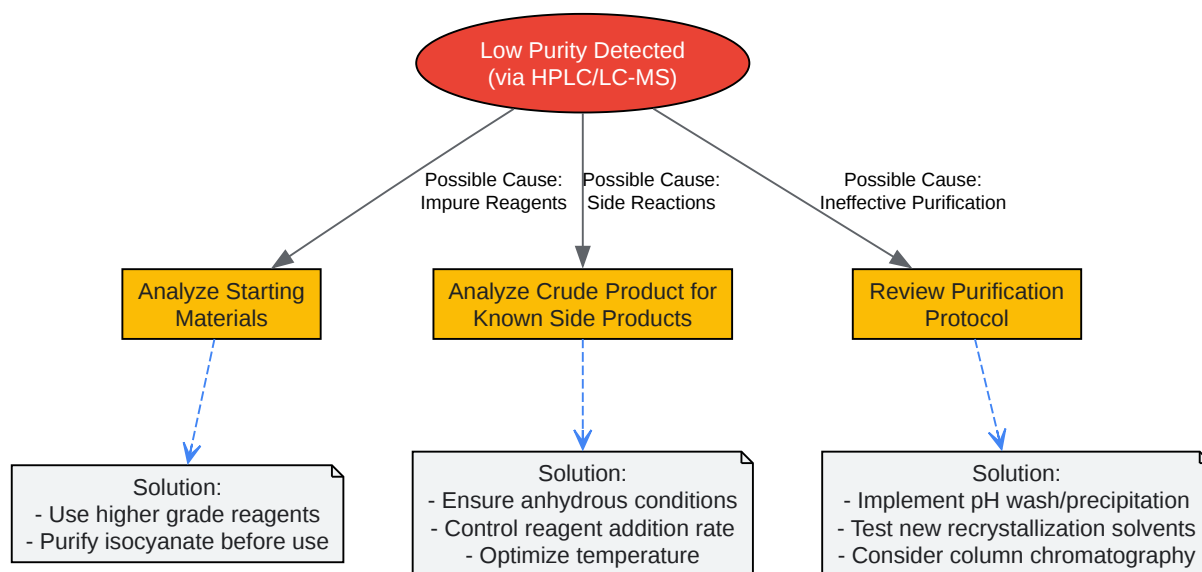 Low Purity Detected
(via HPLC/LC-MS)
Possible Cause:
Impure Reagents
Possible Cause:
Side Reactions
Possible Cause:
Ineffective Purification
Analyze Starting
Materials
Analyze Crude Product for
Known Side Products
Review Purification
Protocol
Solution:
- Use higher grade reagents
- Purify isocyanate before use
Solution:
- Ensure anhydrous conditions
- Control reagent addition rate
- Optimize temperature
Solution:
- Implement pH wash/precipitation
- Test new recrystallization solvents
- Consider column chromatography